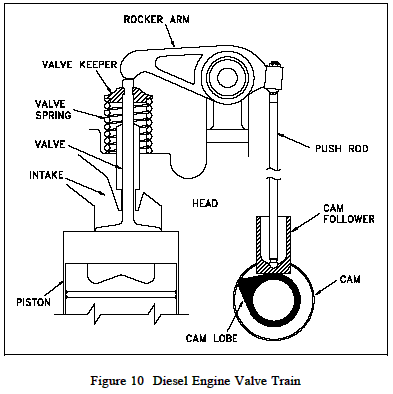 ROCKER ARM
VALVE KEEPER
VALVE
SPRING
VALVE
INTAKE
PUSH ROD
HEAD
CAM
FOLLOWER
CAM
PISTON
CAM LOBE
Figure 10 Diesel Engine Valve Train